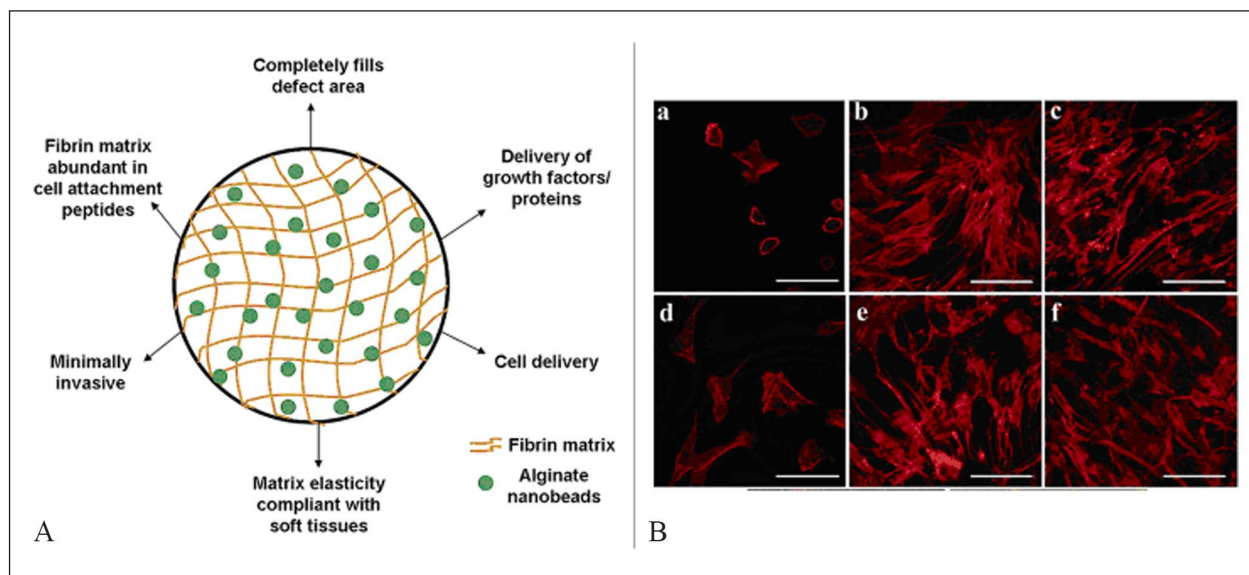 Completely fills
defect area
Fibrin matrix
abundant in
cell attachment
peptides
Delivery of
growth factors/
proteins
Minimally
invasive
Cell delivery
Matrix elasticity
compliant with
soft tissues
Fibrin matrix
Alginate
nanobeads
A
a
b
c
d
e
f
B